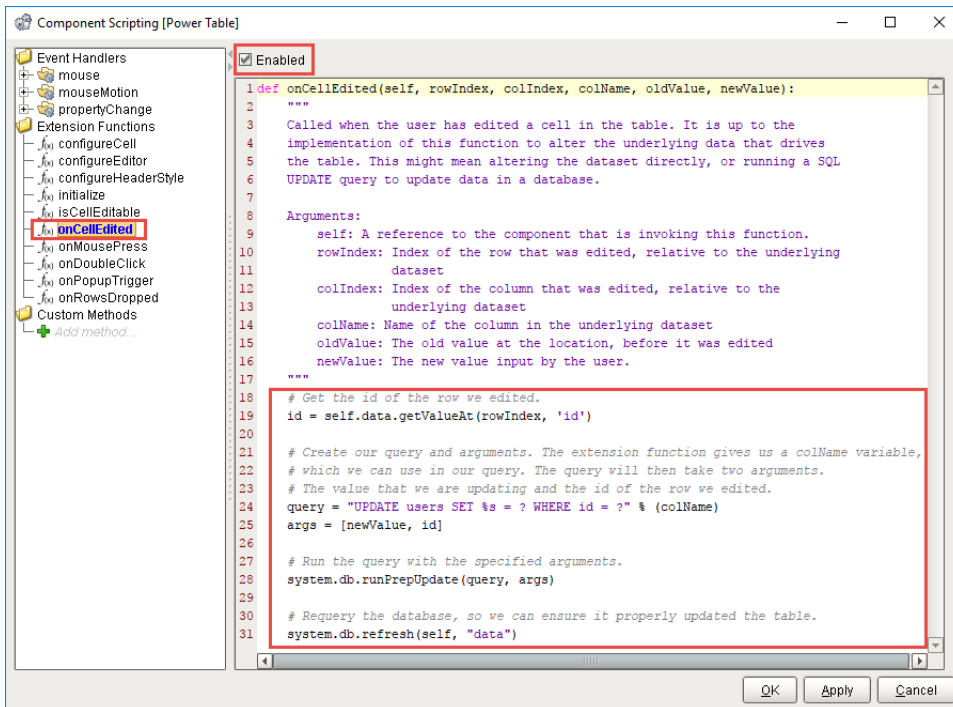 Component Scripting [Power Table]
Event Handlers
mouse
mouseMotion
propertyChange
Extension Functions
f(x) configureCell
f(x) configureEditor
f(x) configureHeaderStyle
f(x) initialize
f(x) isCellEditable
f(x) onCellEdited
f(x) onMousePress
f(x) onDoubleClick
f(x) onPopupTrigger
f(x) onRowsDropped
Custom Methods
Add method...
Enabled
1 def onCellEdited(self, rowIndex, colIndex, colName, oldValue, newValue):
2 """
3 Called when the user has edited a cell in the table. It is up to the
4 implementation of this function to alter the underlying data that drives
5 the table. This might mean altering the dataset directly, or running a SQL
6 UPDATE query to update data in a database.
7
8 Arguments:
9 self: A reference to the component that is invoking this function.
10 rowIndex: Index of the row that was edited, relative to the underlying
11 dataset
12 colIndex: Index of the column that was edited, relative to the
13 underlying dataset
14 colName: Name of the column in the underlying dataset
15 oldValue: The old value at the location, before it was edited
16 newValue: The new value input by the user.
17 """
18 # Get the id of the row we edited.
19 id = self.data.getValueAt(rowIndex, 'id')
20
21 # Create our query and arguments. The extension function gives us a colName variable,
22 # which we can use in our query. The query will then take two arguments.
23 # The value that we are updating and the id of the row we edited.
24 query = "UPDATE users SET %s = ? WHERE id = ?" % (colName)
25 args = [newValue, id]
26
27 # Run the query with the specified arguments.
28 system.db.runPrepUpdate(query, args)
29
30 # Requery the database, so we can ensure it properly updated the table.
31 system.db.refresh(self, "data")
OK
Apply
Cancel